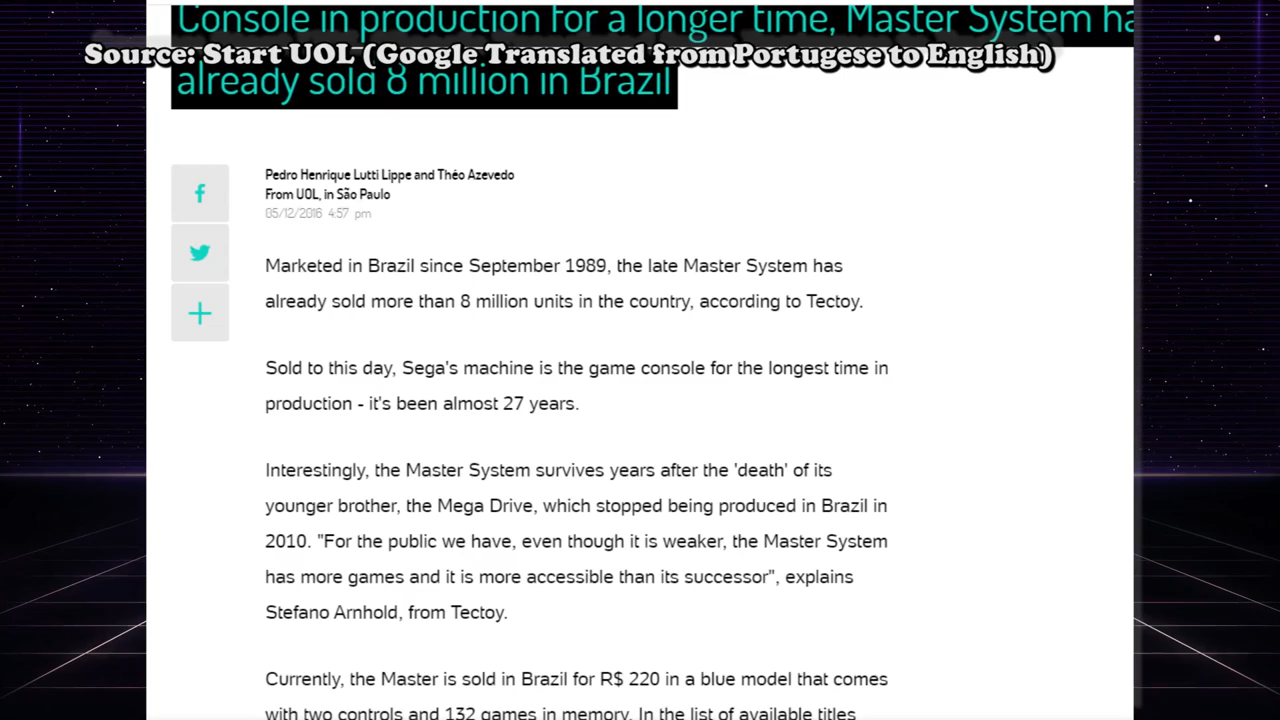 Console in production for a longer time, Master System ha
Source: Start UOL (Google Translated from Portugese to English)
already sold 8 million in Brazil
Pedro Henrique Lutti Lippe and Théo Azevedo
From UOL, in São Paulo
05/12/2016 4:57 pm
Marketed in Brazil since September 1989, the late Master System has
already sold more than 8 million units in the country, according to Tectoy.
Sold to this day, Sega's machine is the game console for the longest time in
production - it's been almost 27 years.
Interestingly, the Master System survives years after the 'death' of its
younger brother, the Mega Drive, which stopped being produced in Brazil in
2010. "For the public we have, even though it is weaker, the Master System
has more games and it is more accessible than its successor", explains
Stefano Arnhold, from Tectoy.
Currently, the Master is sold in Brazil for R$ 220 in a blue model that comes
with two controls and 132 games in memory. In the list of available titles